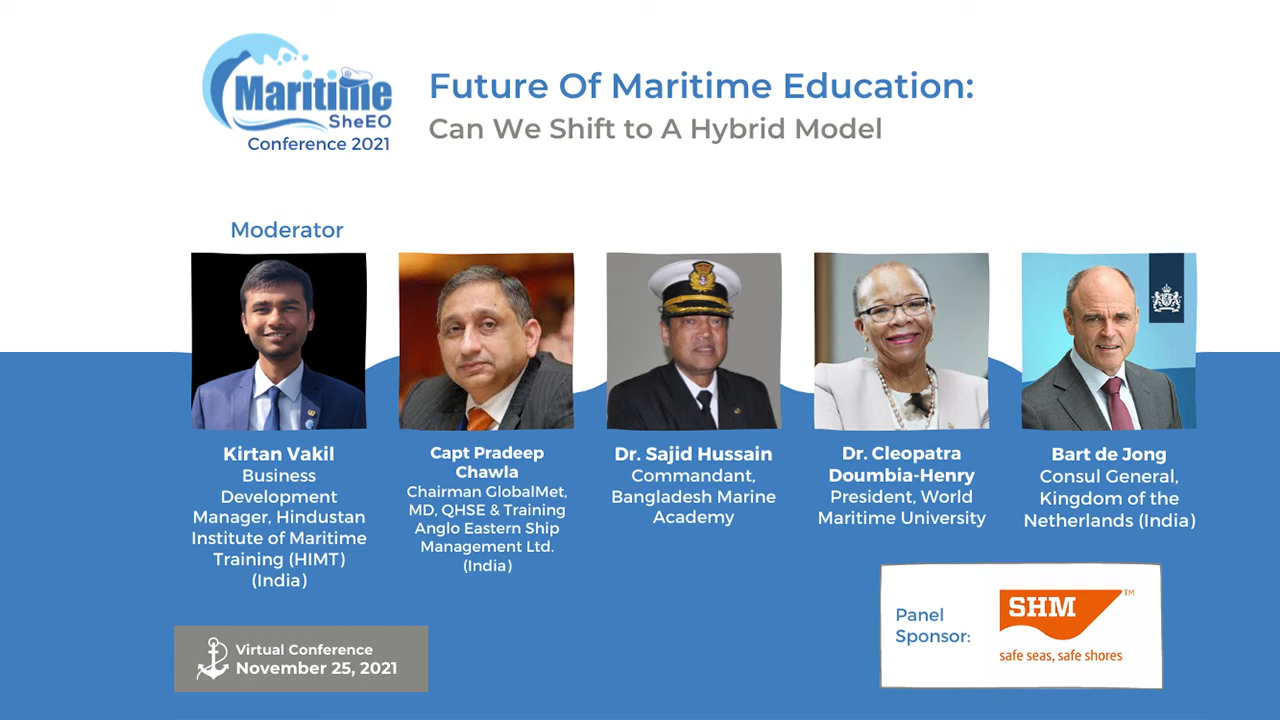 Maritime
SheEO
Conference 2021
Future Of Maritime Education:
Can We Shift to A Hybrid Model
Moderator
Kirtan Vakil
Business
Development
Manager, Hindustan
Institute of Maritime
Training (HIMT)
(India)
Capt Pradeep
Chawla
Chairman GlobalMet,
MD, QHSE & Training
Anglo Eastern Ship
Management Ltd.
(India)
Dr. Sajid Hussain
Commandant,
Bangladesh Marine
Academy
Dr. Cleopatra
Doumbia-Henry
President, World
Maritime University
Bart de Jong
Consul General,
Kingdom of the
Netherlands (India)
Virtual Conference
November 25, 2021
Panel
Sponsor:
SHM
TM
safe seas, safe shores